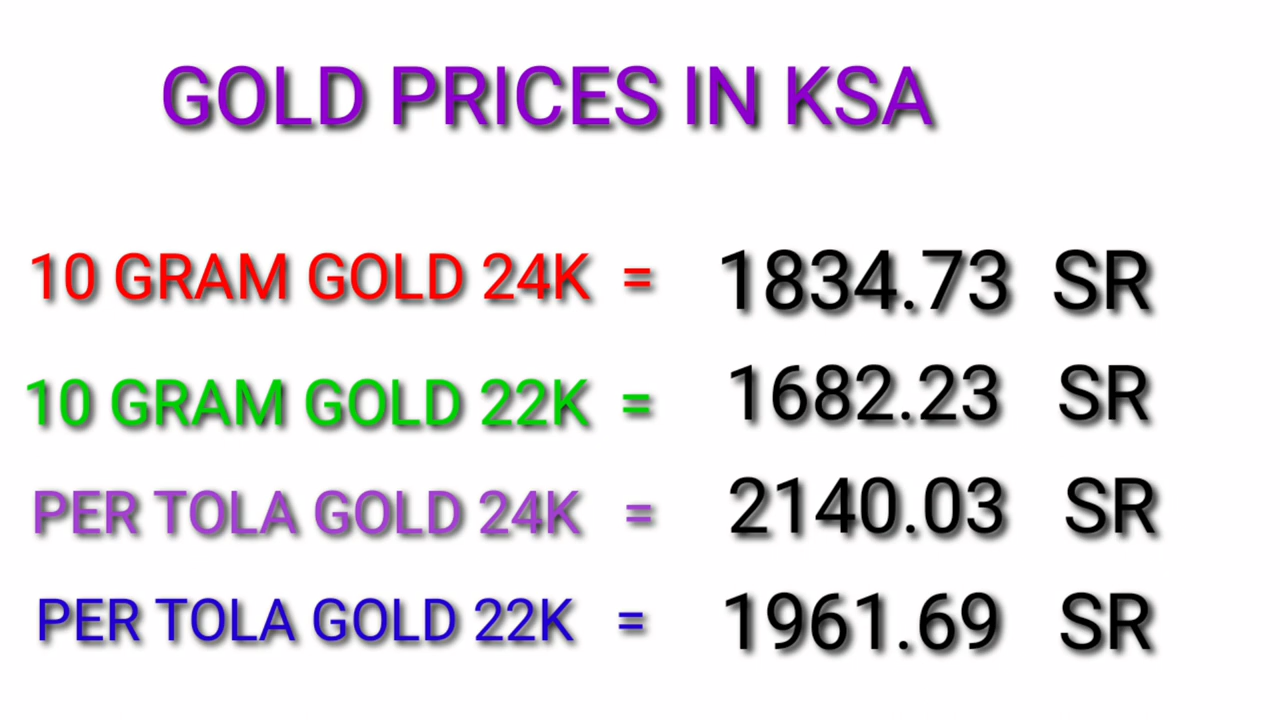 GOLD PRICES IN KSA
10 GRAM GOLD 24K = 1834.73 SR
10 GRAM GOLD 22K = 1682.23 SR
PER TOLA GOLD 24K = 2140.03 SR
PER TOLA GOLD 22K = 1961.69 SR